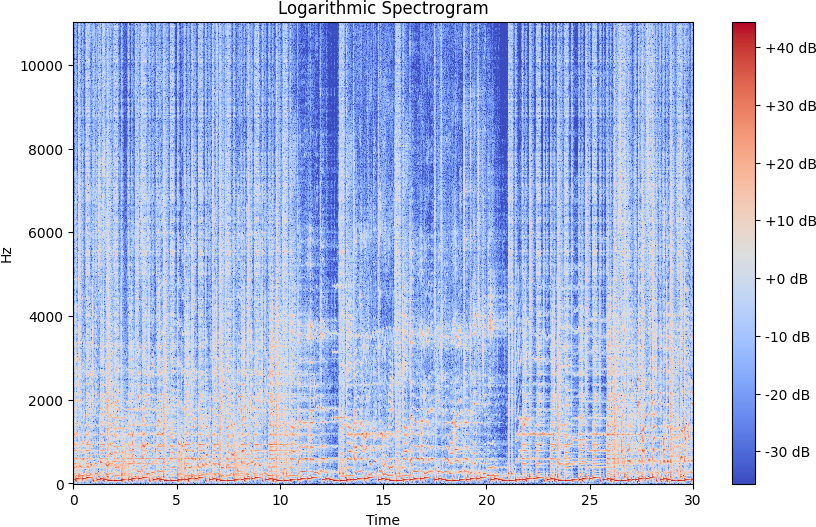 Logarithmic Spectrogram
Hz
10000
8000
6000
4000
2000
0
0 5 10 15 20 25 30
Time
+40 dB
+30 dB
+20 dB
+10 dB
+0 dB
-10 dB
-20 dB
-30 dB